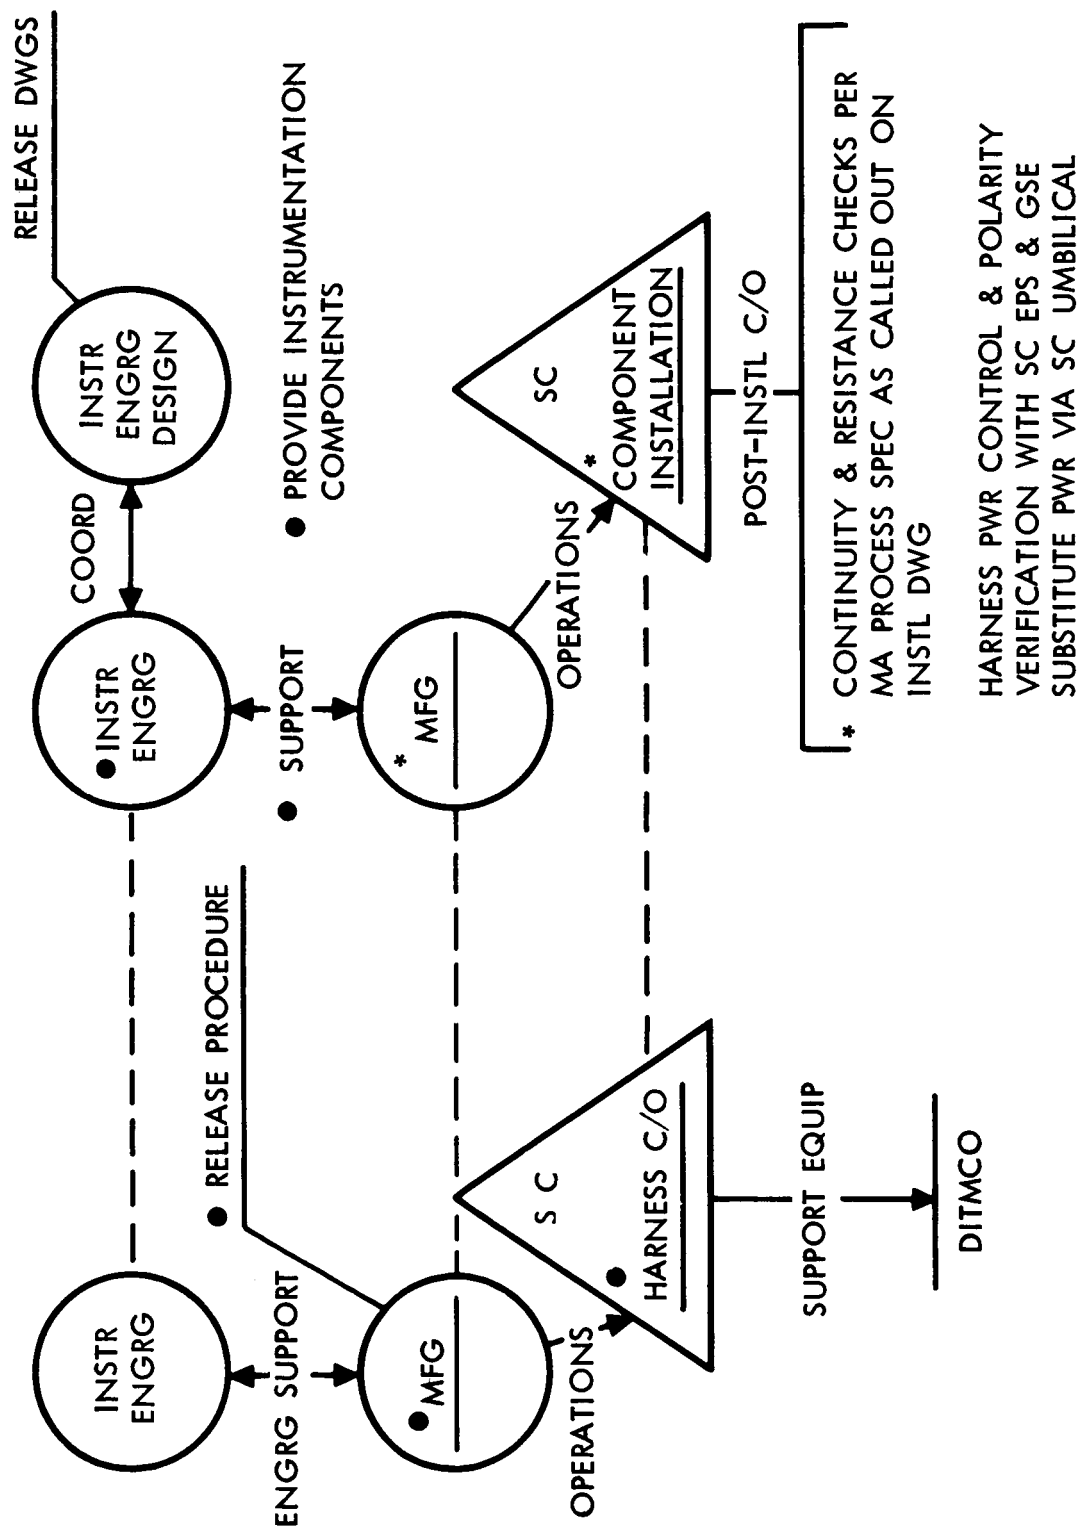 RELEASE DWGS
INSTR
ENGRG
ENGRG SUPPORT
● MFG
OPERATIONS
● RELEASE PROCEDURE
S C
● HARNESS C/O
SUPPORT EQUIP
DITMCO
● INSTR
ENGRG
COORD
INSTR
ENGRG
DESIGN
● SUPPORT
● PROVIDE INSTRUMENTATION
COMPONENTS
* MFG
OPERATIONS
SC
* COMPONENT
INSTALLATION
POST-INSTL C/O
* CONTINUITY & RESISTANCE CHECKS PER
MA PROCESS SPEC AS CALLED OUT ON
INSTL DWG
HARNESS PWR CONTROL & POLARITY
VERIFICATION WITH SC EPS & GSE
SUBSTITUTE PWR VIA SC UMBILICAL